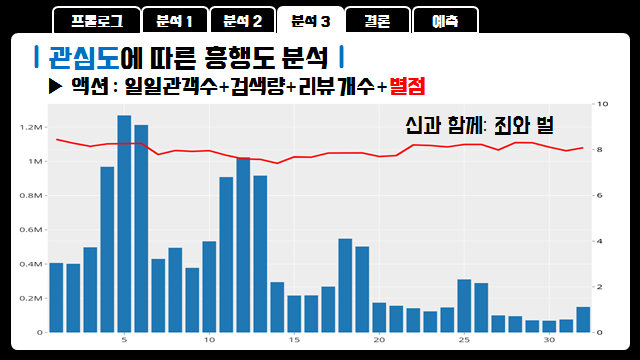 프롤로그 분석 1 분석 2 분석 3 결론 예측
| 관심도에 따른 흥행도 분석 |
▶ 액션 : 일일관객수+검색량+리뷰개수+별점
신과 함께: 죄와 벌
10
1.2M
8
1M
0.8M
6
0.6M
4
0.4M
2
0.2M
0 0
5 10 15 20 25 30